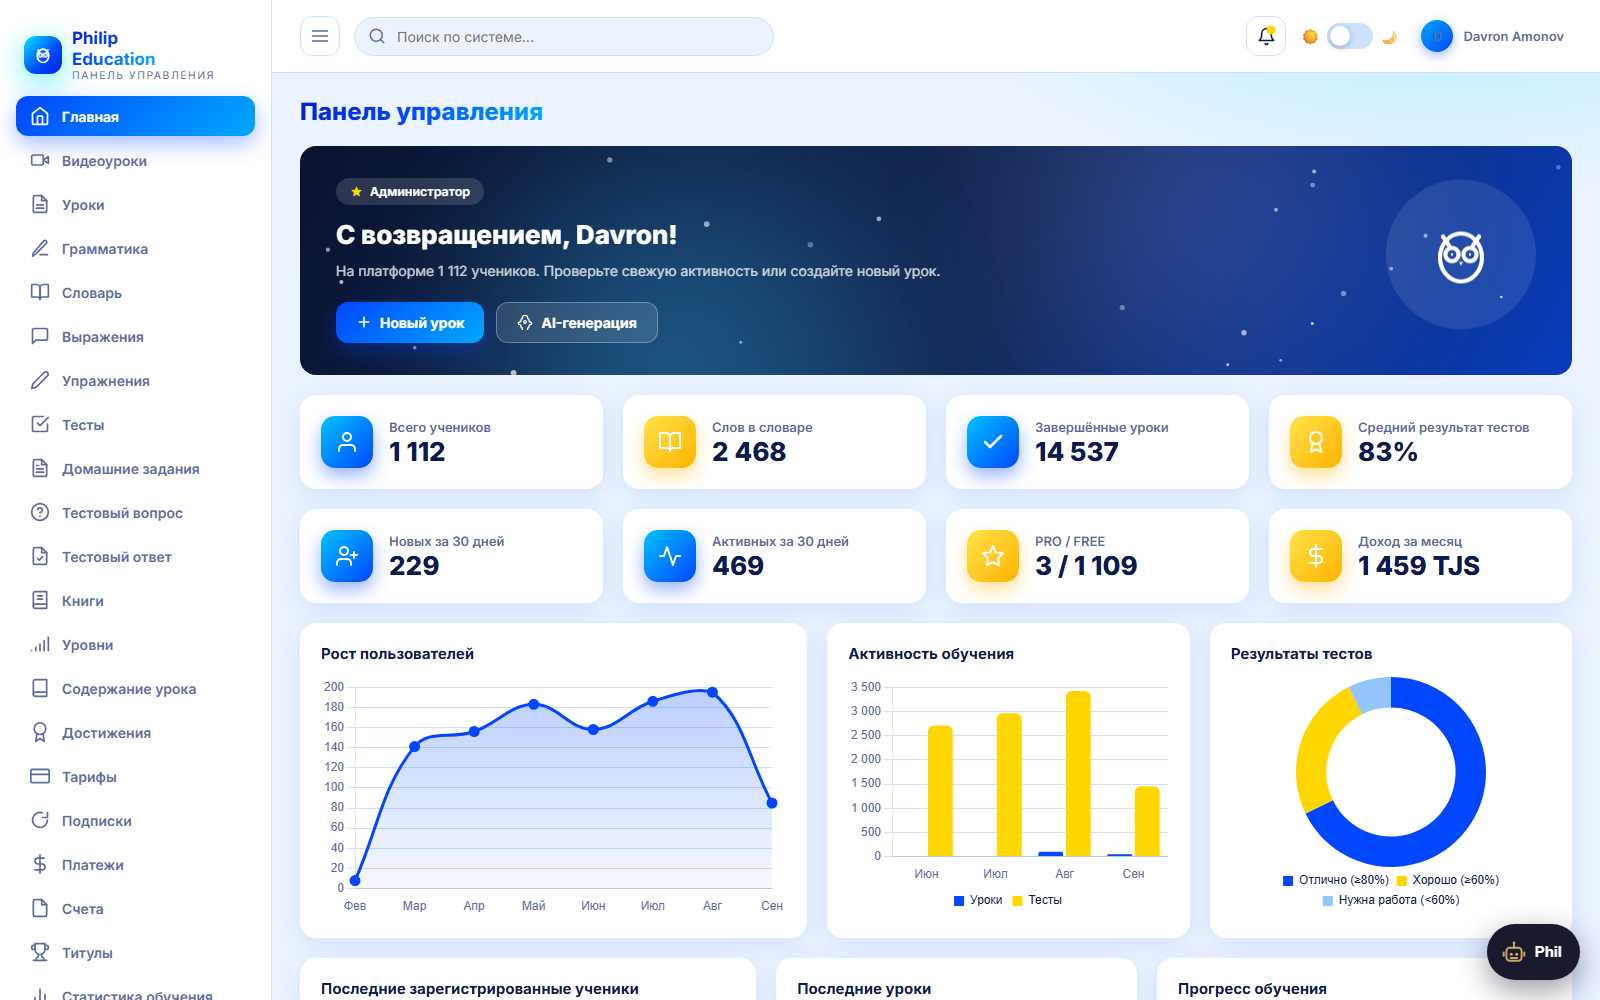 Philip
Education
ПАНЕЛЬ УПРАВЛЕНИЯ
Поиск по системе...
D
Davron Amonov
Главная
Видеоуроки
Уроки
Грамматика
Словарь
Выражения
Упражнения
Тесты
Домашние задания
Тестовый вопрос
Тестовый ответ
Книги
Уровни
Содержание урока
Достижения
Тарифы
Подписки
Платежи
Счета
Титулы
Статистика обучения
Панель управления
Администратор
С возвращением, Davron!
На платформе 1 112 учеников. Проверьте свежую активность или создайте новый урок.
Новый урок
AI-генерация
Всего учеников
1 112
Слов в словаре
2 468
Завершённые уроки
14 537
Средний результат тестов
83%
Новых за 30 дней
229
Активных за 30 дней
469
PRO / FREE
3 / 1 109
Доход за месяц
1 459 TJS
Рост пользователей
200
180
160
140
120
100
80
60
40
20
0
Фев Мар Апр Май Июн Июл Авг Сен
Активность обучения
3 500
3 000
2 500
2 000
1 500
1 000
500
0
Июн Июл Авг Сен
Уроки Тесты
Результаты тестов
Отлично (≥80%) Хорошо (≥60%)
Нужна работа (<60%)
Phil
Последние зарегистрированные ученики
Последние уроки
Прогресс обучения